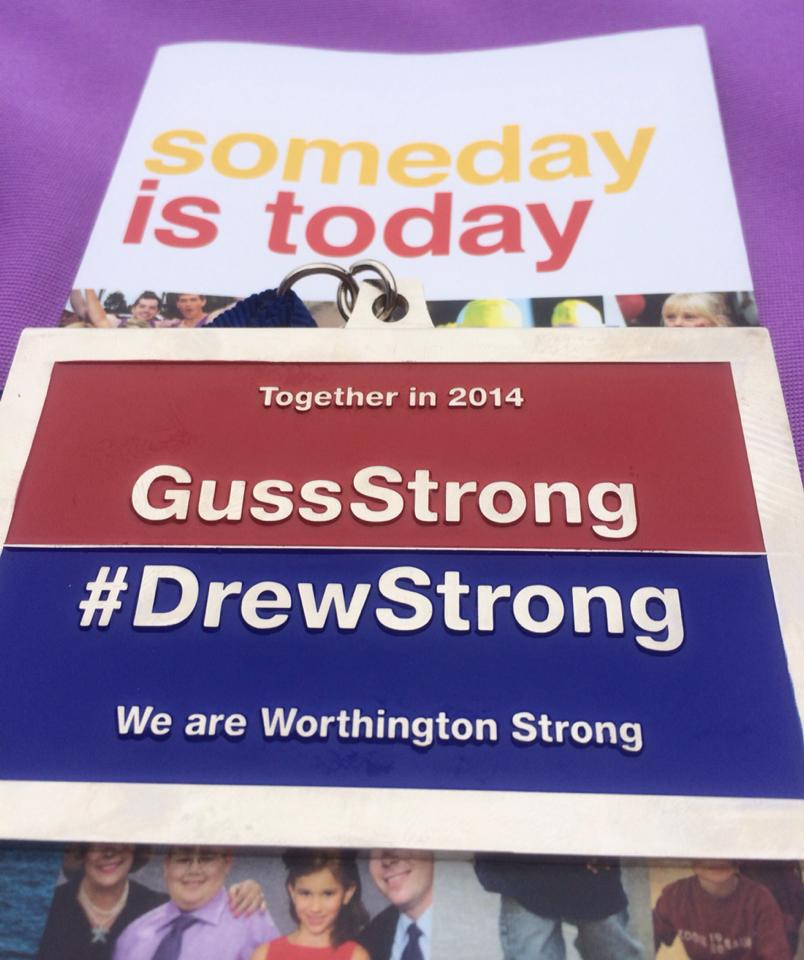 someday
is today
Together in 2014
GussStrong
#DrewStrong
We are Worthington Strong